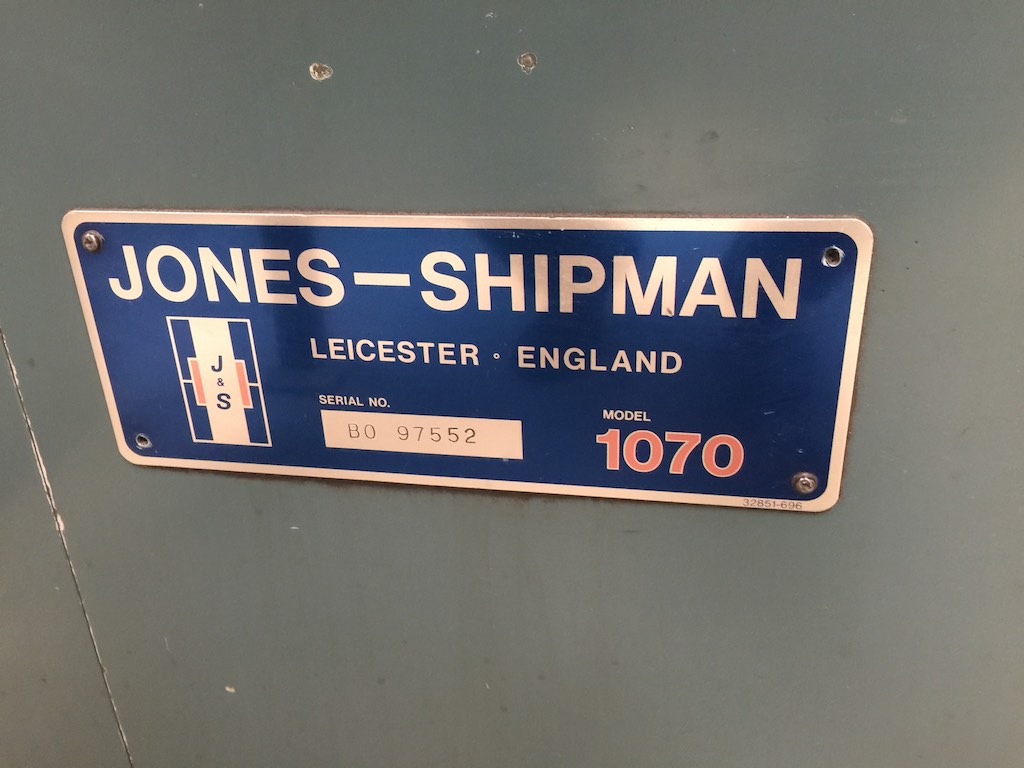 JONES—SHIPMAN
LEICESTER ◦ ENGLAND
J
&
S
SERIAL NO.
BO 97552
MODEL
1070
32851-696